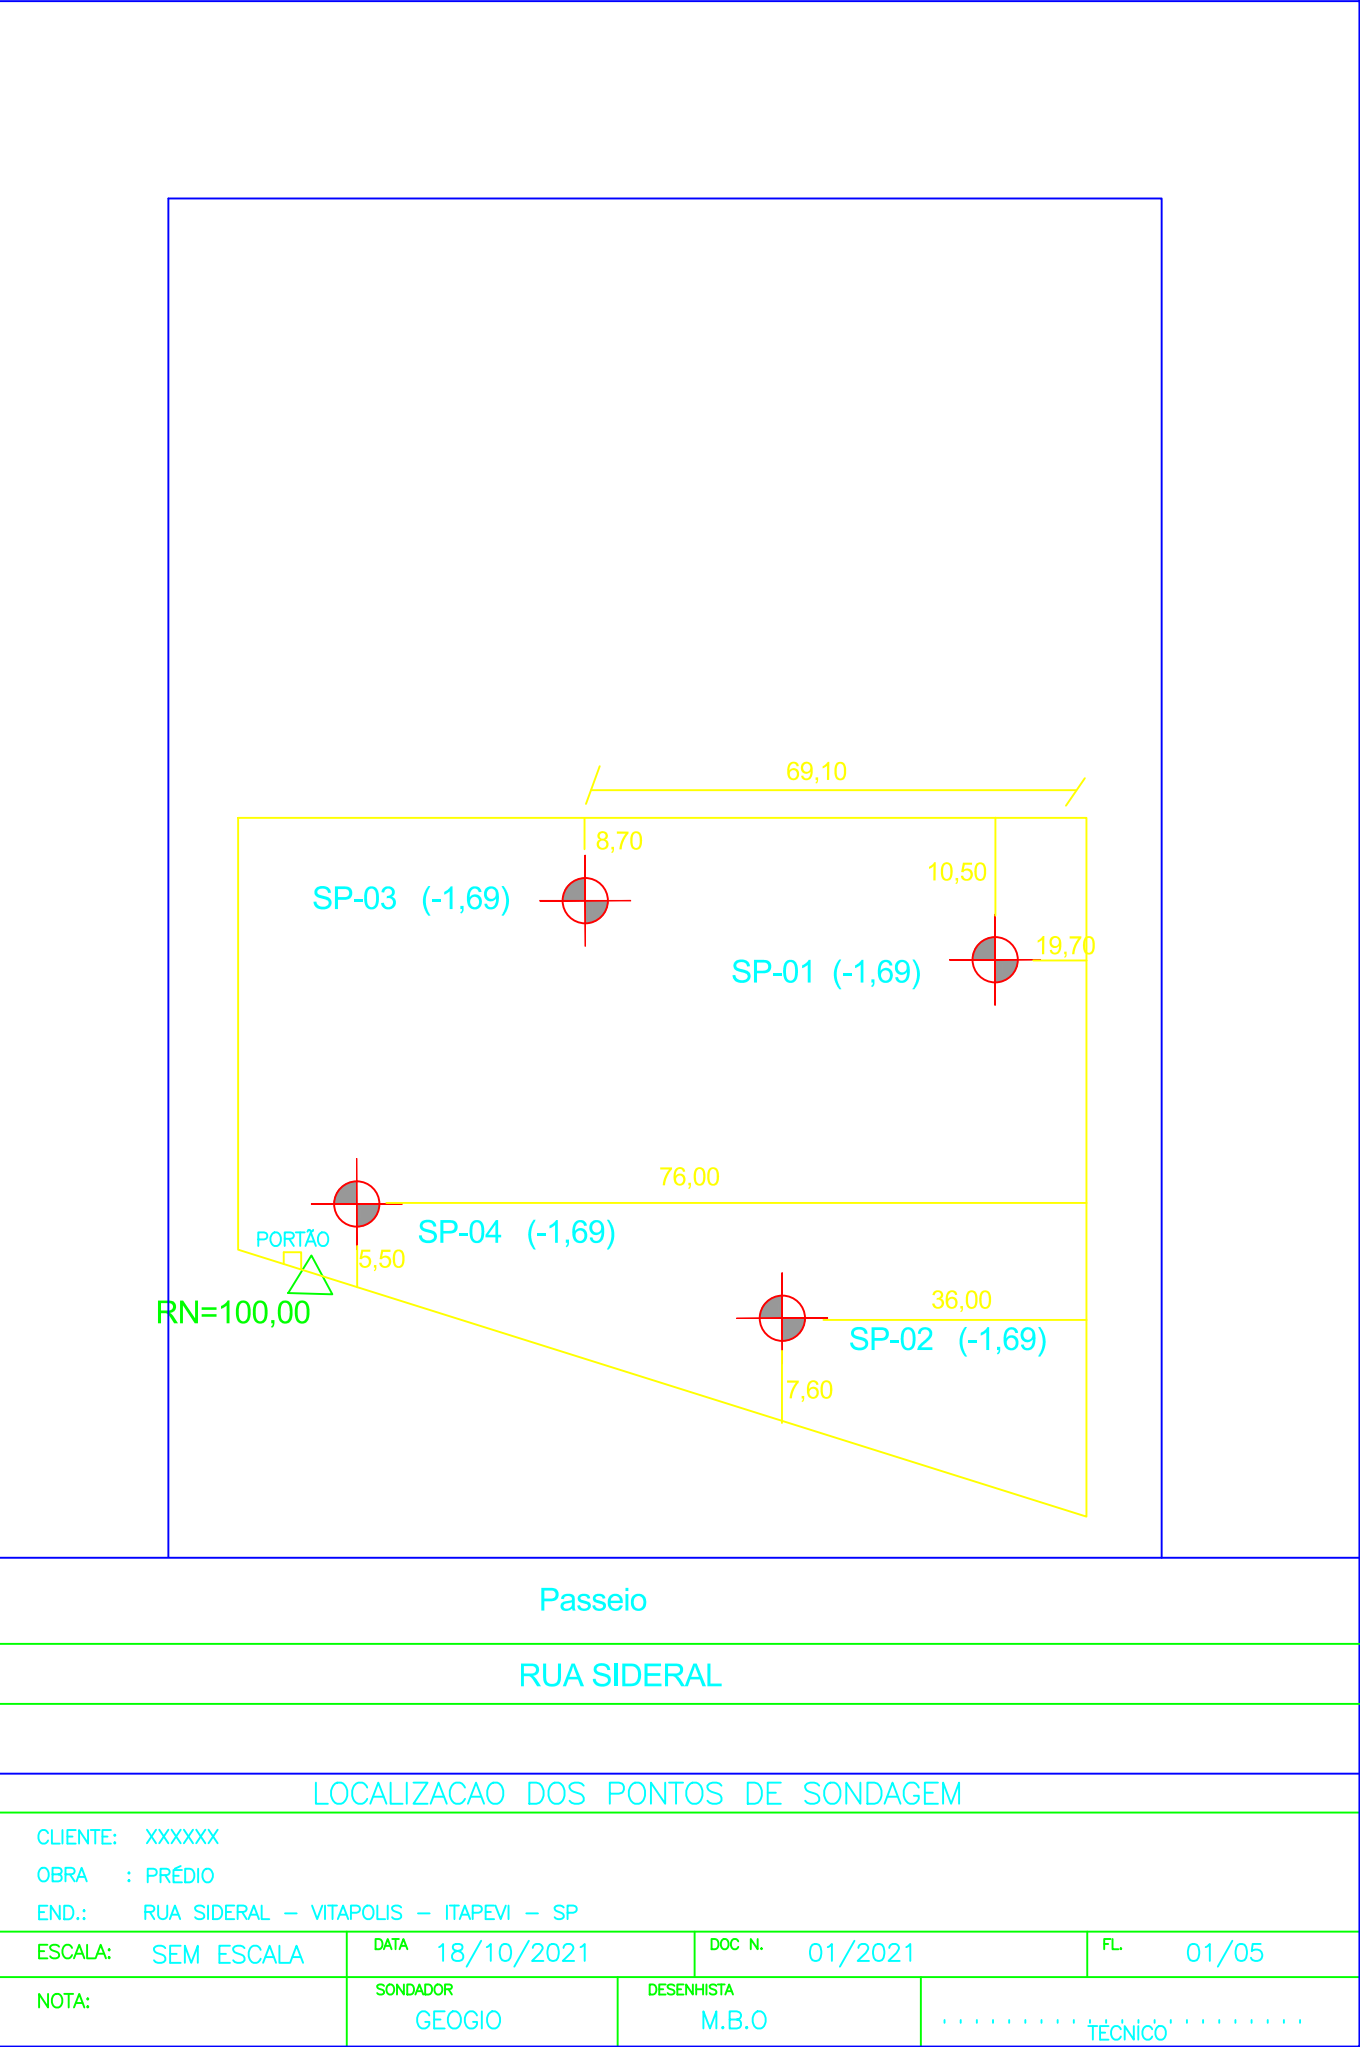 69,10
8,70
10,50
SP-03 (-1,69)
19,70
SP-01 (-1,69)
76,00
SP-04 (-1,69)
PORTÃO
5,50
RN=100,00
36,00
SP-02 (-1,69)
7,60
Passeio
RUA SIDERAL
LOCALIZACAO DOS PONTOS DE SONDAGEM
CLIENTE: XXXXXX
OBRA : PRÉDIO
END.: RUA SIDERAL - VITAPOLIS - ITAPEVI - SP
ESCALA: SEM ESCALA DATA 18/10/2021 DOC N. 01/2021 FL. 01/05
NOTA: SONDADOR GEOGIO DESENHISTA M.B.O TECNICO